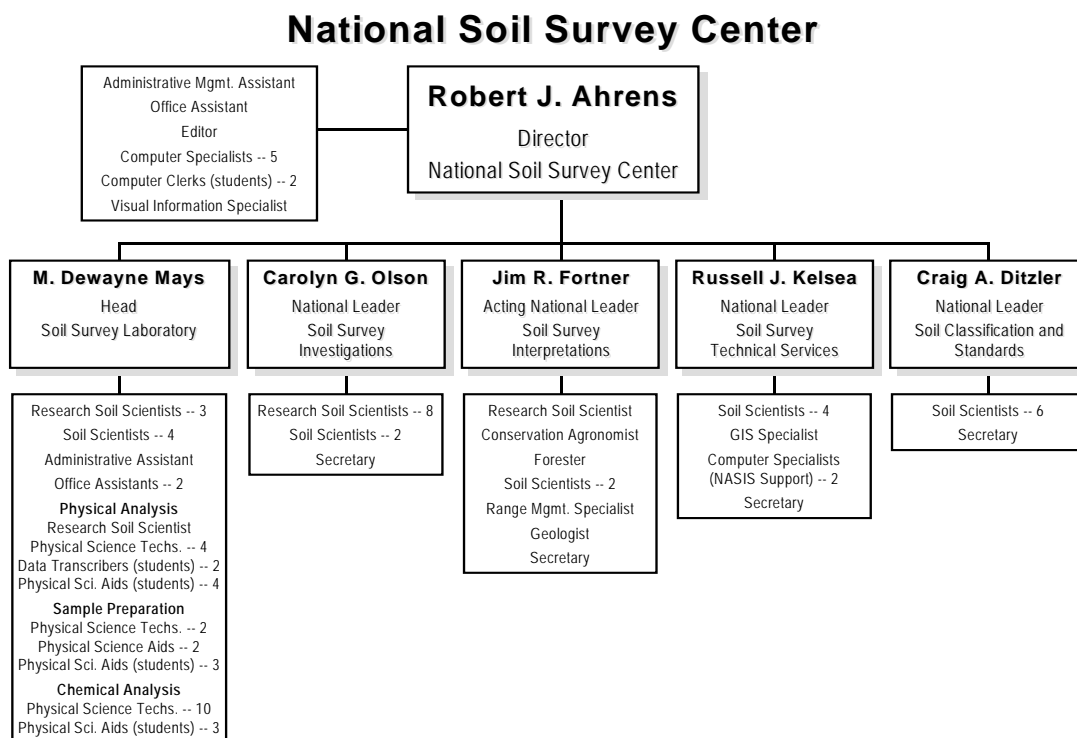 National Soil Survey Center
Administrative Mgmt. Assistant
Office Assistant
Editor
Computer Specialists -- 5
Computer Clerks (students) -- 2
Visual Information Specialist
Robert J. Ahrens
Director
National Soil Survey Center
M. Dewayne Mays
Head
Soil Survey Laboratory
Carolyn G. Olson
National Leader
Soil Survey
Investigations
Jim R. Fortner
Acting National Leader
Soil Survey
Interpretations
Russell J. Kelsea
National Leader
Soil Survey
Technical Services
Craig A. Ditzler
National Leader
Soil Classification and
Standards
Research Soil Scientists -- 3
Soil Scientists -- 4
Administrative Assistant
Office Assistants -- 2
Physical Analysis
Research Soil Scientist
Physical Science Techs. -- 4
Data Transcribers (students) -- 2
Physical Sci. Aids (students) -- 4
Sample Preparation
Physical Science Techs. -- 2
Physical Science Aids -- 2
Physical Sci. Aids (students) -- 3
Chemical Analysis
Physical Science Techs. -- 10
Physical Sci. Aids (students) -- 3
Research Soil Scientists -- 8
Soil Scientists -- 2
Secretary
Research Soil Scientist
Conservation Agronomist
Forester
Soil Scientists -- 2
Range Mgmt. Specialist
Geologist
Secretary
Soil Scientists -- 4
GIS Specialist
Computer Specialists
(NASIS Support) -- 2
Secretary
Soil Scientists -- 6
Secretary